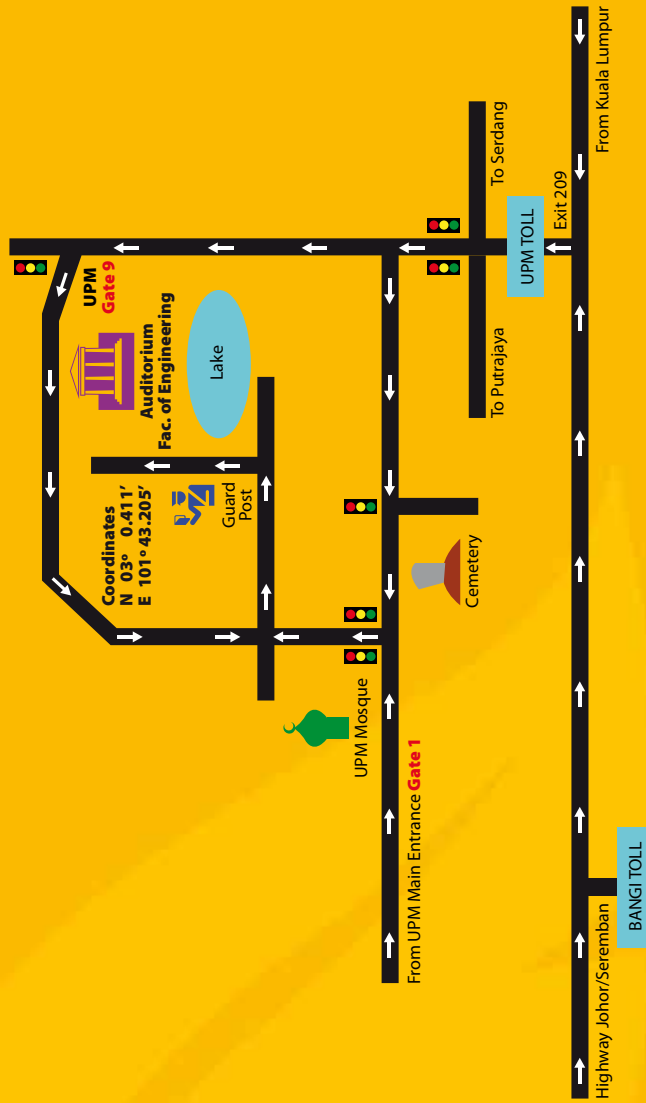 UPM
Gate 9
Auditorium
Fac. of Engineering
Lake
Coordinates
N 03° 0.411’
E 101° 43.205’
Guard
Post
UPM Mosque
Cemetery
From UPM Main Entrance Gate 1
To Putrajaya
To Serdang
UPM TOLL
Exit 209
From Kuala Lumpur
Highway Johor/Seremban
BANGI TOLL